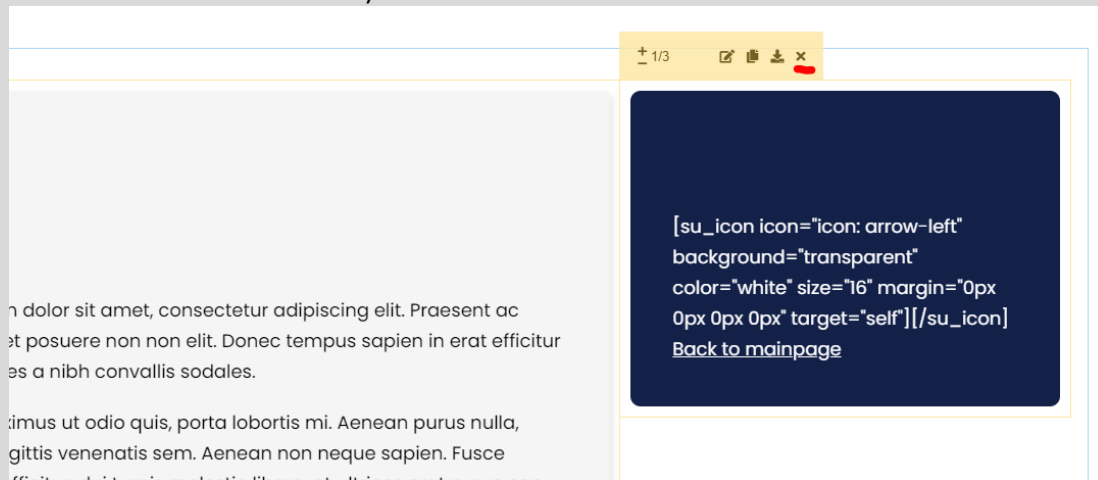 1/3
[su_icon icon="icon: arrow-left"
background="transparent"
color="white" size="16" margin="0px
0px 0px 0px" target="self"][/su_icon]
Back to mainpage
dolor sit amet, consectetur adipiscing elit. Praesent ac
et posuere non non elit. Donec tempus sapien in erat efficitur
es a nibh convallis sodales.
ut odio quis, porta lobortis mi. Aenean purus nulla,
gittis venenatis sem. Aenean non neque sapien. Fusce